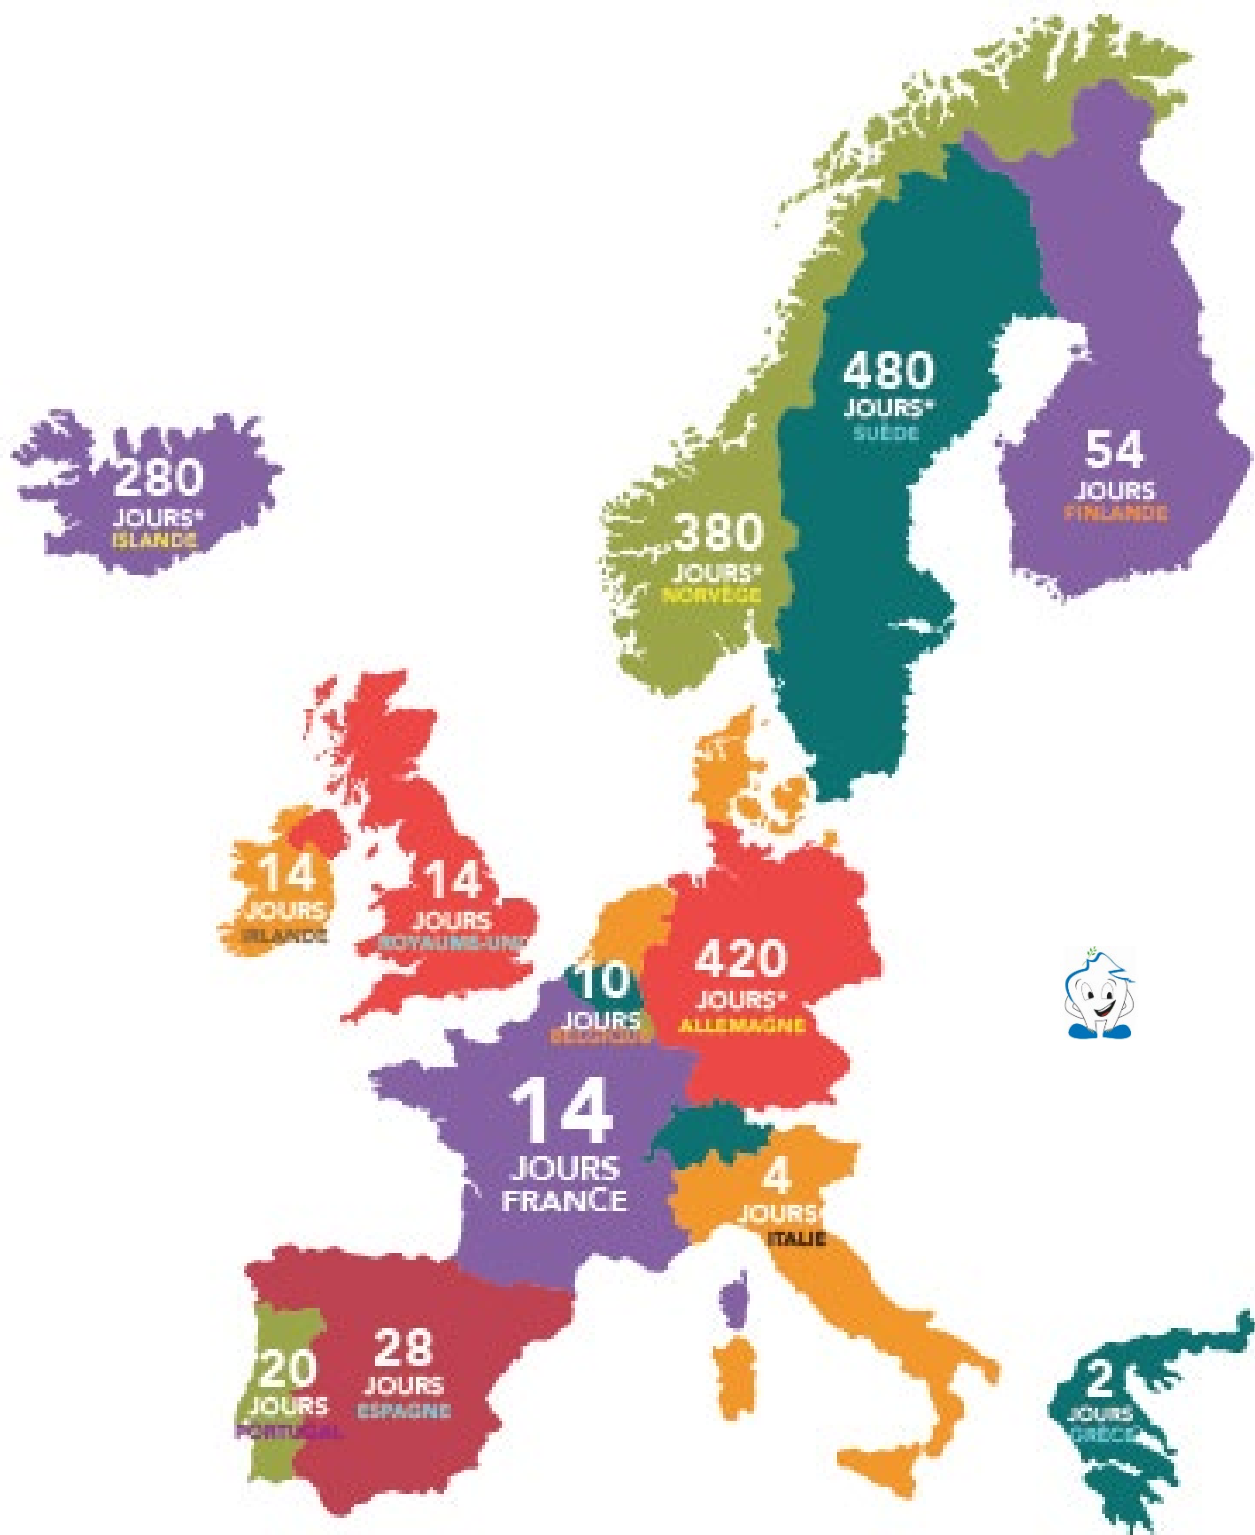 480
JOURS*
SUÈDE
54
JOURS
FINLANDE
280
JOURS*
ISLANDE
380
JOURS*
NORVÈGE
14
JOURS
IRLANDE
14
JOURS
ROYAUME-UNI
10
JOURS
BELGIQUE
420
JOURS*
ALLEMAGNE
14
JOURS
FRANCE
4
JOURS
ITALIE
20
JOURS
PORTUGAL
28
JOURS
ESPAGNE
2
JOURS
GRÈCE